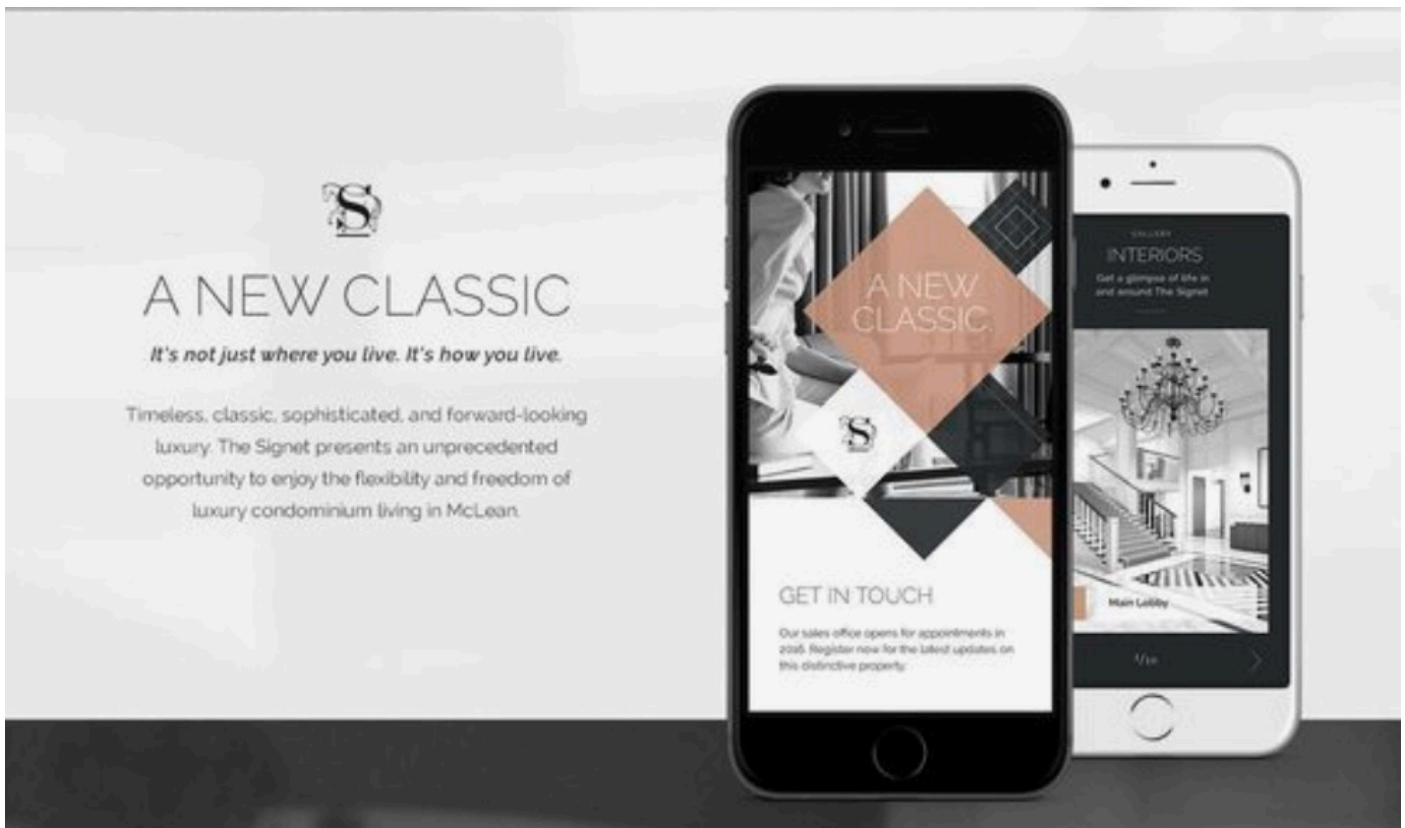 S
A NEW CLASSIC
It's not just where you live. It's how you live.
Timeless, classic, sophisticated, and forward-looking
luxury. The Signet presents an unprecedented
opportunity to enjoy the flexibility and freedom of
luxury condominium living in McLean.
A NEW
CLASSIC.
S
GET IN TOUCH
Our sales office opens for appointments in
2016. Register now for the latest updates on
this distinctive property.
GALLERY
INTERIORS
Get a glimpse of life in
and around The Signet
Main Lobby